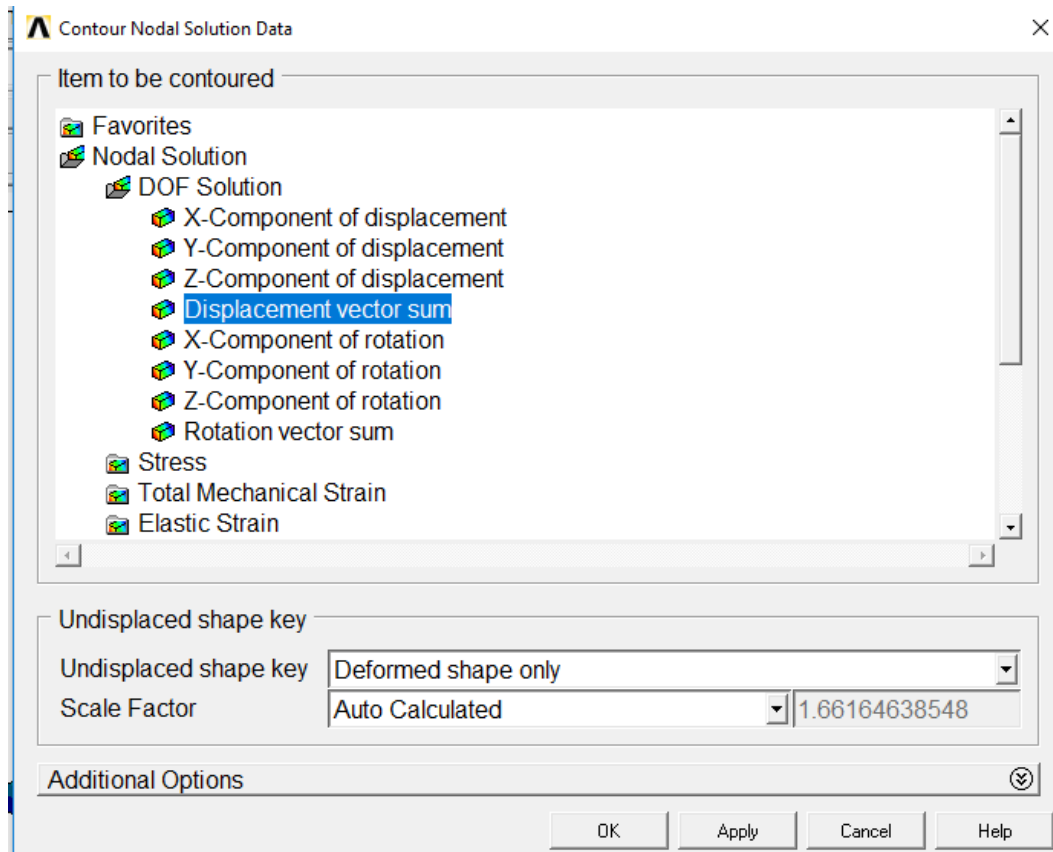 Contour Nodal Solution Data
Item to be contoured
Favorites
Nodal Solution
DOF Solution
X-Component of displacement
Y-Component of displacement
Z-Component of displacement
Displacement vector sum
X-Component of rotation
Y-Component of rotation
Z-Component of rotation
Rotation vector sum
Stress
Total Mechanical Strain
Elastic Strain
Undisplaced shape key
Undisplaced shape key Deformed shape only
Scale Factor Auto Calculated 1.66164638548
Additional Options
OK Apply Cancel Help